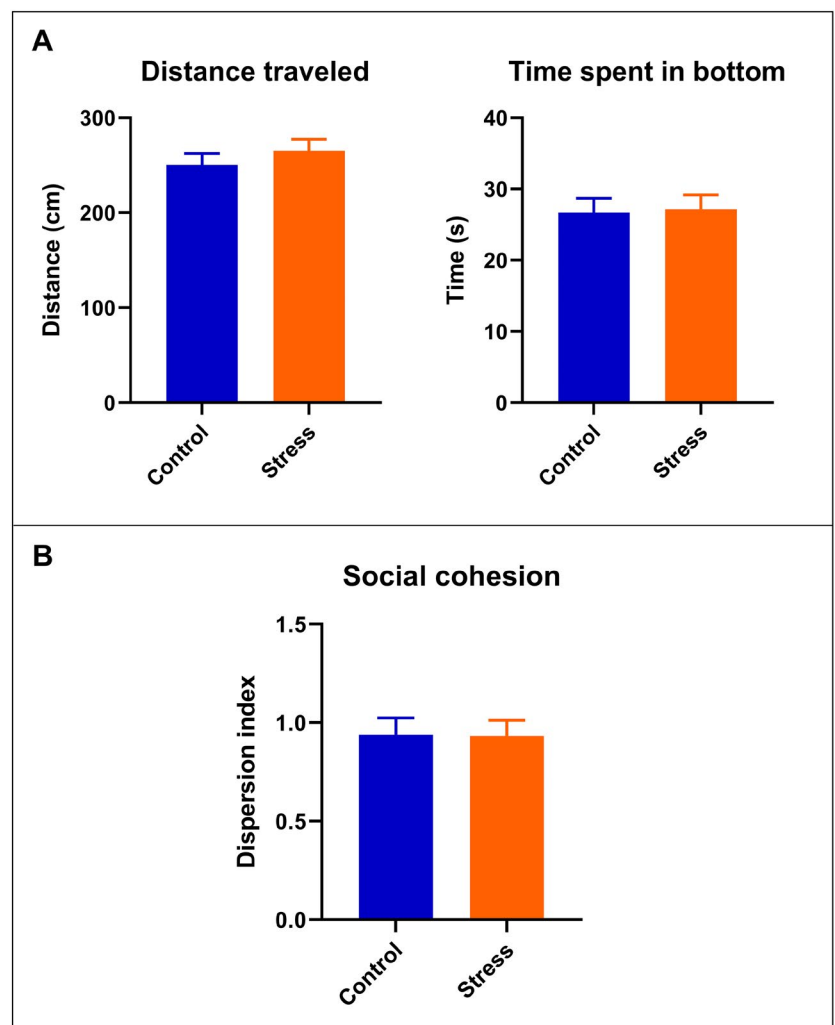 A
Distance traveled
Distance (cm)
300
200
100
0
Control
Stress
Time spent in bottom
Time (s)
40
30
20
10
0
Control
Stress
B
Social cohesion
Dispersion index
1.5
1.0
0.5
0.0
Control
Stress